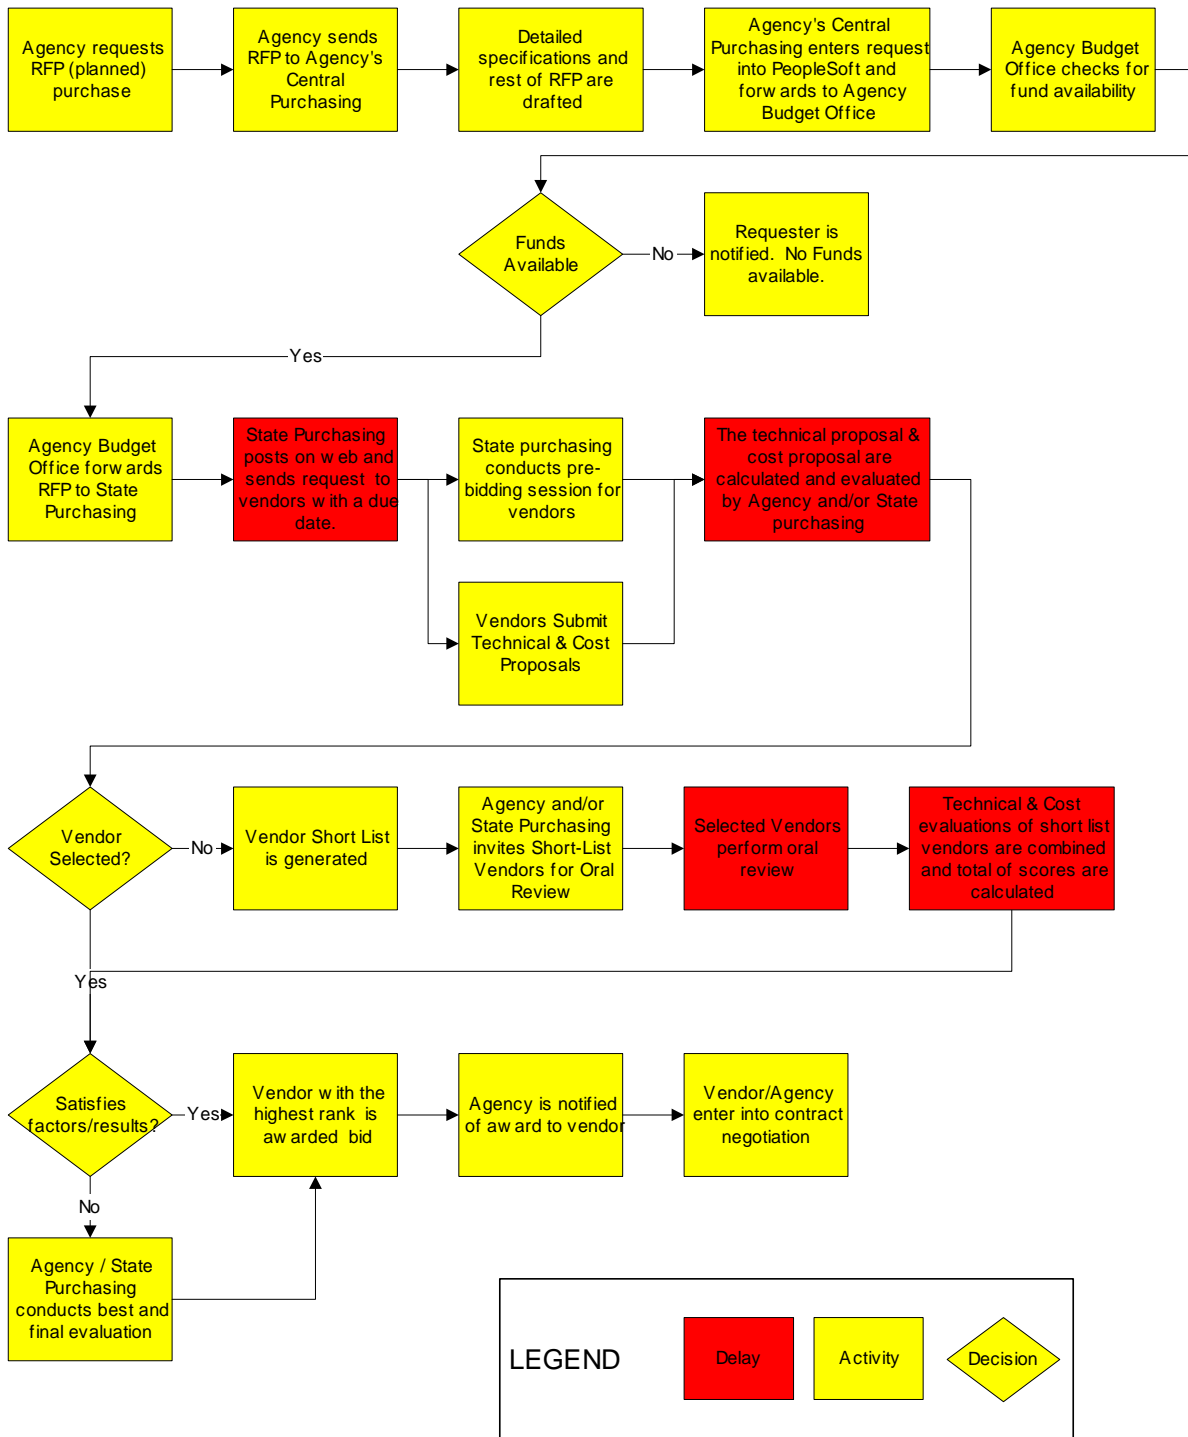 Agency requests
RFP (planned)
purchase
Agency sends
RFP to Agency's
Central
Purchasing
Detailed
specifications and
rest of RFP are
drafted
Agency's Central
Purchasing enters request
into PeopleSoft and
forwards to Agency
Budget Office
Agency Budget
Office checks for
fund availability
Funds
Available
No
Requester is
notified. No Funds
available.
Yes
Agency Budget
Office forwards
RFP to State
Purchasing
State Purchasing
posts on web and
sends request to
vendors with a due
date.
State purchasing
conducts pre-
bidding session for
vendors
The technical proposal &
cost proposal are
calculated and evaluated
by Agency and/or State
purchasing
Vendors Submit
Technical & Cost
Proposals
Vendor
Selected?
No
Vendor Short List
is generated
Agency and/or
State Purchasing
invites Short-List
Vendors for Oral
Review
Selected Vendors
perform oral
review
Technical & Cost
evaluations of short list
vendors are combined
and total of scores are
calculated
Yes
Satisfies
factors/results?
Yes
Vendor with the
highest rank is
awarded bid
Agency is notified
of award to vendor
Vendor/Agency
enter into contract
negotiation
No
Agency / State
Purchasing
conducts best and
final evaluation
LEGEND
Delay
Activity
Decision